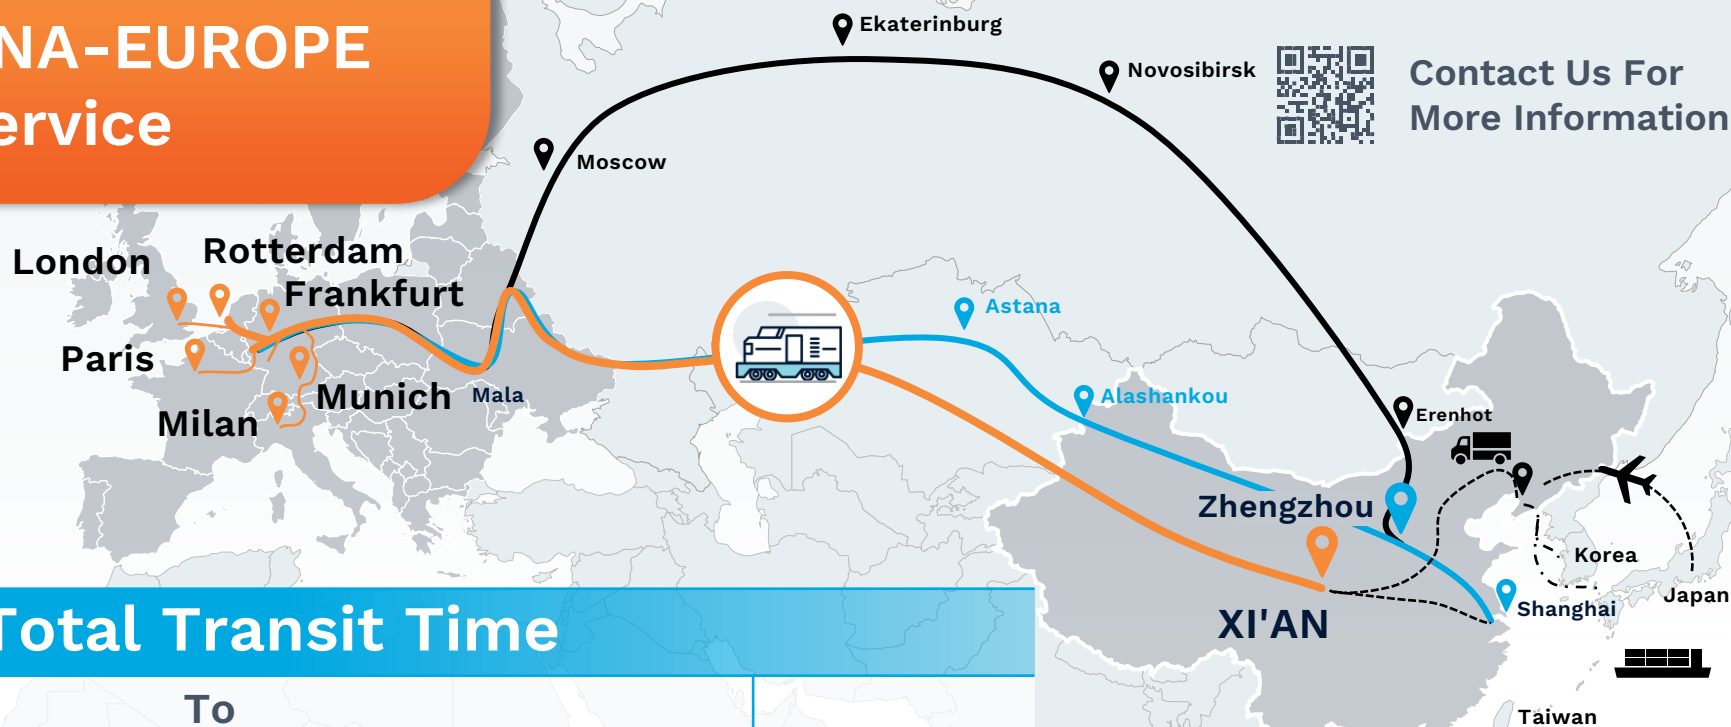 NA-EUROPE
ervice
Ekaterinburg
Novosibirsk
Contact Us For
More Information
Moscow
London
Rotterdam
Frankfurt
Paris
Munich
Mala
Milan
Astana
Alashankou
Erenhot
Zhengzhou
Korea
Japan
Shanghai
XI'AN
Taiwan
Total Transit Time
To